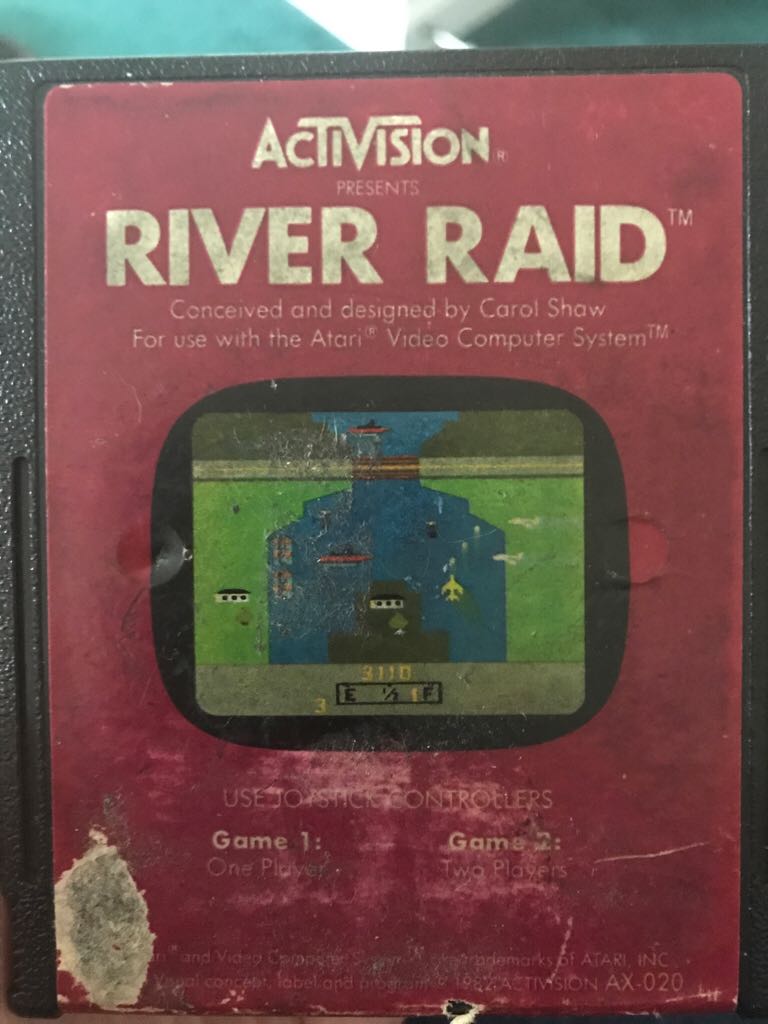 ACTIVISION®
PRESENTS
RIVER RAID™
Conceived and designed by Carol Shaw
For use with the Atari® Video Computer System™
3110
E ½ F
3
USE JOYSTICK CONTROLLERS
Game 1: Game 2:
One Player Two Players
and Video Computer trademarks of ATARI, INC.
Visual concept, label and program © 1982 ACTIVISION AX-020